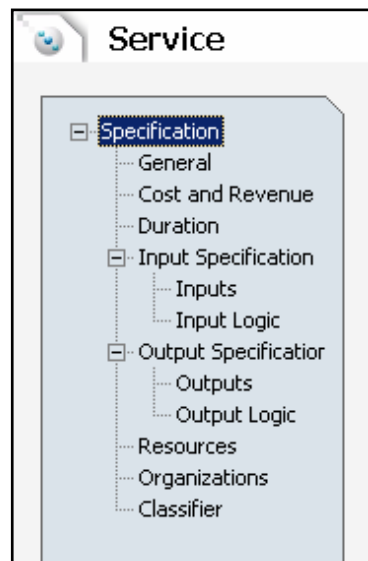 Service
Specification
General
Cost and Revenue
Duration
Input Specification
Inputs
Input Logic
Output Specificatior
Outputs
Output Logic
Resources
Organizations
Classifier